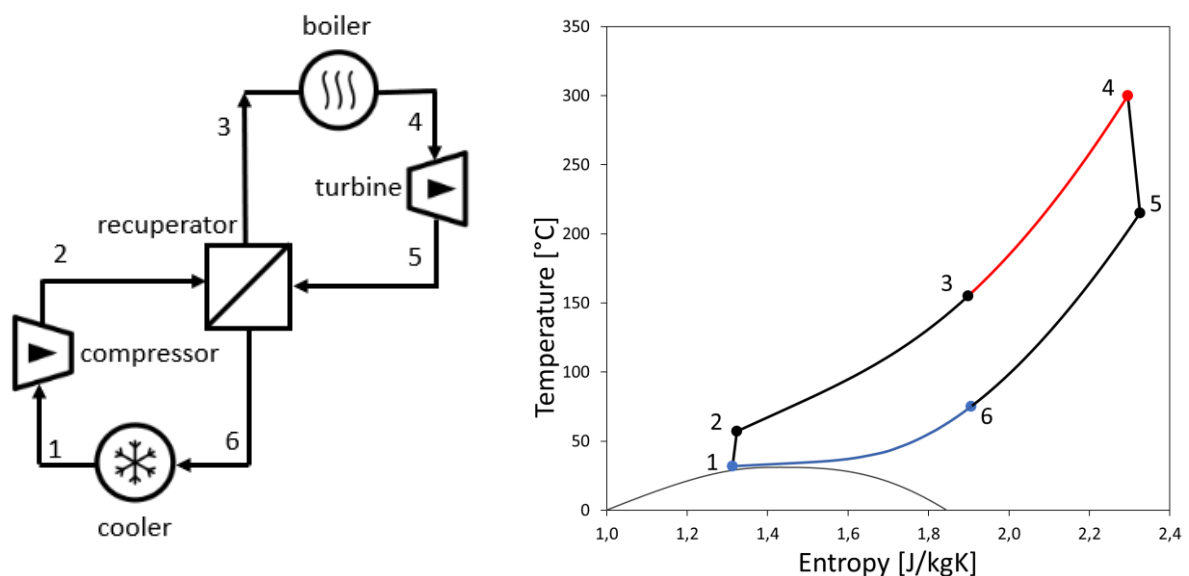 boiler
3
4
turbine
recuperator
2
5
compressor
1
6
cooler
Temperature [°C]
350
300
250
200
150
100
50
0
4
5
3
6
2
1
1,0 1,2 1,4 1,6 1,8 2,0 2,2 2,4
Entropy [J/kgK]